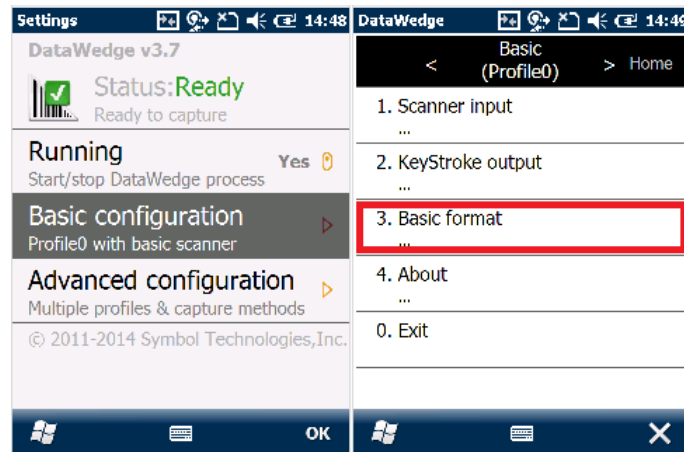 Settings 14:48
DataWedge v3.7
Status:Ready
Ready to capture
Running Yes
Start/stop DataWedge process
Basic configuration
Profile0 with basic scanner
Advanced configuration
Multiple profiles & capture methods
© 2011-2014 Symbol Technologies,Inc.
OK
DataWedge 14:49
< Basic > Home
(Profile0)
1. Scanner input
...
2. KeyStroke output
...
3. Basic format
...
4. About
...
0. Exit